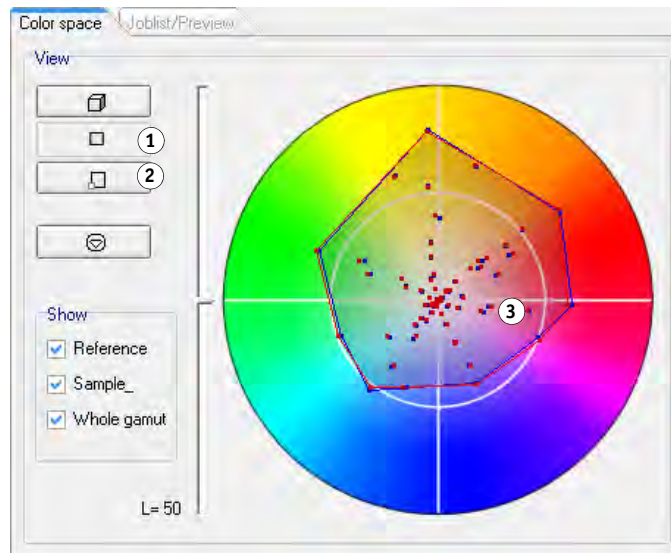 Color space
Joblist/Preview
View
1
2
3
Show
Reference
Sample_
Whole gamut
L= 50